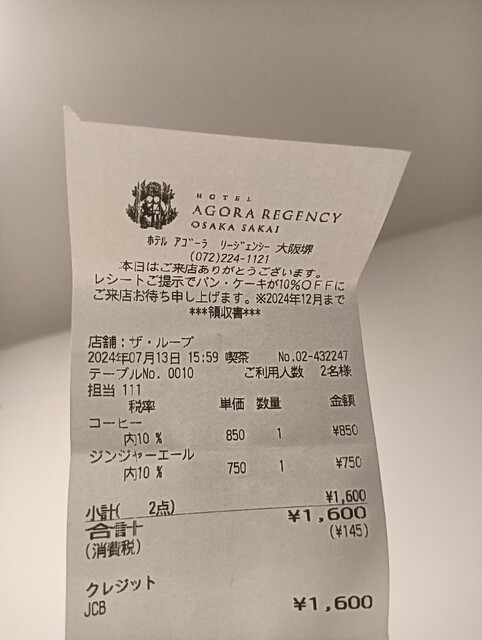 HOTEL
AGORA REGENCY
OSAKA SAKAI
ホテル アゴーラ リージェンシー 大阪堺
(072)224-1121
本日はご来店ありがとうございます。
レシートご提示でパン・ケーキが10%OFFに
ご来店お待ち申し上げます。※2024年12月まで
***領収書***
店舗：ザ・ループ
2024年07月13日 15:59 喫茶 No.02-432247
テーブルNo. 0010 ご利用人数 2名様
担当 111
税率 単価 数量 金額
コーヒー
内10 % 850 1 ¥850
ジンジャーエール
内10 % 750 1 ¥750
小計( 2点) ¥1,600
合計 ¥1,600
(消費税) (¥145)
クレジット
JCB ¥1,600